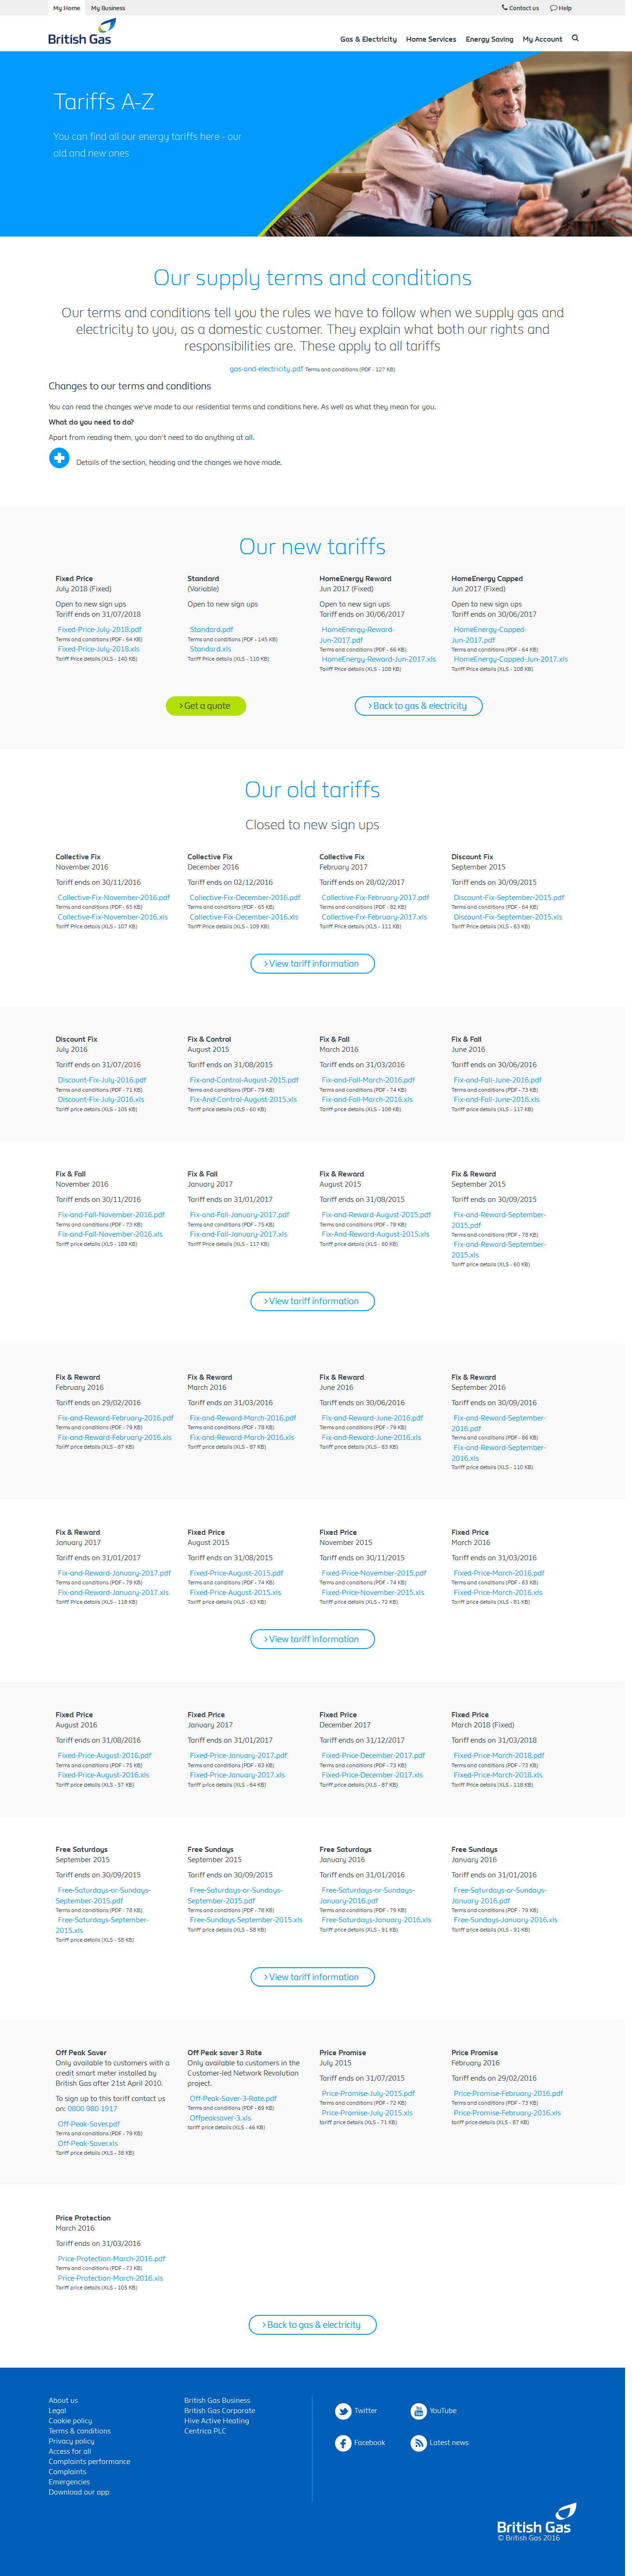 My Home
My Business
Contact us
Help
British Gas
Gas & Electricity
Home Services
Energy Saving
My Account
Tariffs A-Z
You can find all our energy tariffs here - our
old and new ones
Our supply terms and conditions
Our terms and conditions tell you the rules we have to follow when we supply gas and
electricity to you, as a domestic customer. They explain what both our rights and
responsibilities are. These apply to all tariffs
gas-and-electricity.pdf Terms and conditions (PDF - 127 KB)
Changes to our terms and conditions
You can read the changes we've made to our residential terms and conditions here. As well as what they mean for you.
What do you need to do?
Apart from reading them, you don't need to do anything at all.
Details of the section, heading and the changes we have made.
Our new tariffs
Fixed Price
July 2018 (Fixed)
Open to new sign ups
Tariff ends on 31/07/2018
Fixed-Price-July-2018.pdf
Terms and conditions (PDF - 64 KB)
Fixed-Price-July-2018.xls
Tariff Price details (XLS - 140 KB)
Standard
(Variable)
Open to new sign ups
Standard.pdf
Terms and conditions (PDF - 145 KB)
Standard.xls
Tariff Price details (XLS - 110 KB)
HomeEnergy Reward
Jun 2017 (Fixed)
Open to new sign ups
Tariff ends on 30/06/2017
HomeEnergy-Reward-
Jun-2017.pdf
Terms and conditions (PDF - 66 KB)
HomeEnergy-Reward-Jun-2017.xls
Tariff Price details (XLS - 108 KB)
HomeEnergy Capped
Jun 2017 (Fixed)
Open to new sign ups
Tariff ends on 30/06/2017
HomeEnergy-Capped-
Jun-2017.pdf
Terms and conditions (PDF - 64 KB)
HomeEnergy-Capped-Jun-2017.xls
Tariff Price details (XLS - 108 KB)
Get a quote
Back to gas & electricity
Our old tariffs
Closed to new sign ups
Collective Fix
November 2016
Tariff ends on 30/11/2016
Collective-Fix-November-2016.pdf
Terms and conditions (PDF - 65 KB)
Collective-Fix-November-2016.xls
Tariff Price details (XLS - 107 KB)
Collective Fix
December 2016
Tariff ends on 02/12/2016
Collective-Fix-December-2016.pdf
Terms and conditions (PDF - 65 KB)
Collective-Fix-December-2016.xls
Tariff Price details (XLS - 109 KB)
Collective Fix
February 2017
Tariff ends on 28/02/2017
Collective-Fix-February-2017.pdf
Terms and conditions (PDF - 82 KB)
Collective-Fix-February-2017.xls
Tariff Price details (XLS - 111 KB)
Discount Fix
September 2015
Tariff ends on 30/09/2015
Discount-Fix-September-2015.pdf
Terms and conditions (PDF - 64 KB)
Discount-Fix-September-2015.xls
Tariff Price details (XLS - 63 KB)
View tariff information
Discount Fix
July 2016
Tariff ends on 31/07/2016
Discount-Fix-July-2016.pdf
Terms and conditions (PDF - 71 KB)
Discount-Fix-July-2016.xls
Tariff price details (XLS - 105 KB)
Fix & Control
August 2015
Tariff ends on 31/08/2015
Fix-and-Control-August-2015.pdf
Terms and conditions (PDF - 79 KB)
Fix-And-Control-August-2015.xls
Tariff price details (XLS - 60 KB)
Fix & Fall
March 2016
Tariff ends on 31/03/2016
Fix-and-Fall-March-2016.pdf
Terms and conditions (PDF - 74 KB)
Fix-and-Fall-March-2016.xls
Tariff price details (XLS - 108 KB)
Fix & Fall
June 2016
Tariff ends on 30/06/2016
Fix-and-Fall-June-2016.pdf
Terms and conditions (PDF - 73 KB)
Fix-and-Fall-June-2016.xls
Tariff price details (XLS - 117 KB)
Fix & Fall
November 2016
Tariff ends on 30/11/2016
Fix-and-Fall-November-2016.pdf
Terms and conditions (PDF - 73 KB)
Fix-and-Fall-November-2016.xls
Tariff price details (XLS - 189 KB)
Fix & Fall
January 2017
Tariff ends on 31/01/2017
Fix-and-Fall-January-2017.pdf
Terms and conditions (PDF - 75 KB)
Fix-and-Fall-January-2017.xls
Tariff Price details (XLS - 117 KB)
Fix & Reward
August 2015
Tariff ends on 31/08/2015
Fix-and-Reward-August-2015.pdf
Terms and conditions (PDF - 78 KB)
Fix-And-Reward-August-2015.xls
Tariff price details (XLS - 60 KB)
Fix & Reward
September 2015
Tariff ends on 30/09/2015
Fix-and-Reward-September-
2015.pdf
Terms and conditions (PDF - 78 KB)
Fix-and-Reward-September-
2015.xls
Tariff price details (XLS - 60 KB)
View tariff information
Fix & Reward
February 2016
Tariff ends on 29/02/2016
Fix-and-Reward-February-2016.pdf
Terms and conditions (PDF - 79 KB)
Fix-and-Reward-February-2016.xls
Tariff price details (XLS - 87 KB)
Fix & Reward
March 2016
Tariff ends on 31/03/2016
Fix-and-Reward-March-2016.pdf
Terms and conditions (PDF - 78 KB)
Fix-and-Reward-March-2016.xls
Tariff price details (XLS - 87 KB)
Fix & Reward
June 2016
Tariff ends on 30/06/2016
Fix-and-Reward-June-2016.pdf
Terms and conditions (PDF - 79 KB)
Fix-and-Reward-June-2016.xls
Tariff price details (XLS - 63 KB)
Fix & Reward
September 2016
Tariff ends on 30/09/2016
Fix-and-Reward-September-
2016.pdf
Terms and conditions (PDF - 86 KB)
Fix-and-Reward-September-
2016.xls
Tariff price details (XLS - 110 KB)
Fix & Reward
January 2017
Tariff ends on 31/01/2017
Fix-and-Reward-January-2017.pdf
Terms and conditions (PDF - 79 KB)
Fix-and-Reward-January-2017.xls
Tariff Price details (XLS - 118 KB)
Fixed Price
August 2015
Tariff ends on 31/08/2015
Fixed-Price-August-2015.pdf
Terms and conditions (PDF - 74 KB)
Fixed-Price-August-2015.xls
Tariff price details (XLS - 63 KB)
Fixed Price
November 2015
Tariff ends on 30/11/2015
Fixed-Price-November-2015.pdf
Terms and conditions (PDF - 74 KB)
Fixed-Price-November-2015.xls
Tariff price details (XLS - 72 KB)
Fixed Price
March 2016
Tariff ends on 31/03/2016
Fixed-Price-March-2016.pdf
Terms and conditions (PDF - 63 KB)
Fixed-Price-March-2016.xls
Tariff price details (XLS - 81 KB)
View tariff information
Fixed Price
August 2016
Tariff ends on 31/08/2016
Fixed-Price-August-2016.pdf
Terms and conditions (PDF - 75 KB)
Fixed-Price-August-2016.xls
Tariff price details (XLS - 57 KB)
Fixed Price
January 2017
Tariff ends on 31/01/2017
Fixed-Price-January-2017.pdf
Terms and conditions (PDF - 63 KB)
Fixed-Price-January-2017.xls
Tariff price details (XLS - 64 KB)
Fixed Price
December 2017
Tariff ends on 31/12/2017
Fixed-Price-December-2017.pdf
Terms and conditions (PDF - 73 KB)
Fixed-Price-December-2017.xls
Tariff price details (XLS - 87 KB)
Fixed Price
March 2018 (Fixed)
Tariff ends on 31/03/2018
Fixed-Price-March-2018.pdf
Terms and conditions (PDF - 73 KB)
Fixed-Price-March-2018.xls
Tariff Price details (XLS - 118 KB)
Free Saturdays
September 2015
Tariff ends on 30/09/2015
Free-Saturdays-or-Sundays-
September-2015.pdf
Terms and conditions (PDF - 78 KB)
Free-Saturdays-September-
2015.xls
Tariff price details (XLS - 58 KB)
Free Sundays
September 2015
Tariff ends on 30/09/2015
Free-Saturdays-or-Sundays-
September-2015.pdf
Terms and conditions (PDF - 78 KB)
Free-Sundays-September-2015.xls
Tariff price details (XLS - 58 KB)
Free Saturdays
January 2016
Tariff ends on 31/01/2016
Free-Saturdays-or-Sundays-
January-2016.pdf
Terms and conditions (PDF - 79 KB)
Free-Saturdays-January-2016.xls
Tariff price details (XLS - 91 KB)
Free Sundays
January 2016
Tariff ends on 31/01/2016
Free-Saturdays-or-Sundays-
January-2016.pdf
Terms and conditions (PDF - 79 KB)
Free-Sundays-January-2016.xls
Tariff price details (XLS - 91 KB)
View tariff information
Off Peak Saver
Only available to customers with a
credit smart meter installed by
British Gas after 21st April 2010.
To sign up to this tariff contact us
on: 0800 980 1917
Off-Peak-Saver.pdf
Terms and conditions (PDF - 79 KB)
Off-Peak-Saver.xls
Tariff price details (XLS - 38 KB)
Off Peak saver 3 Rate
Only available to customers in the
Customer-led Network Revolution
project.
Off-Peak-Saver-3-Rate.pdf
Terms and conditions (PDF - 89 KB)
Offpeaksaver-3.xls
tariff price details (XLS - 46 KB)
Price Promise
July 2015
Tariff ends on 31/07/2015
Price-Promise-July-2015.pdf
Terms and conditions (PDF - 72 KB)
Price-Promise-July-2015.xls
tariff price details (XLS - 71 KB)
Price Promise
February 2016
Tariff ends on 29/02/2016
Price-Promise-February-2016.pdf
Terms and conditions (PDF - 73 KB)
Price-Promise-February-2016.xls
tariff price details (XLS - 87 KB)
Price Protection
March 2016
Tariff ends on 31/03/2016
Price-Protection-March-2016.pdf
Terms and conditions (PDF - 73 KB)
Price-Protection-March-2016.xls
Tariff price details (XLS - 105 KB)
Back to gas & electricity
About us
Legal
Cookie policy
Terms & conditions
Privacy policy
Access for all
Complaints performance
Complaints
Emergencies
Download our app
British Gas Business
British Gas Corporate
Hive Active Heating
Centrica PLC
Twitter
YouTube
Facebook
Latest news
British Gas
© British Gas 2016